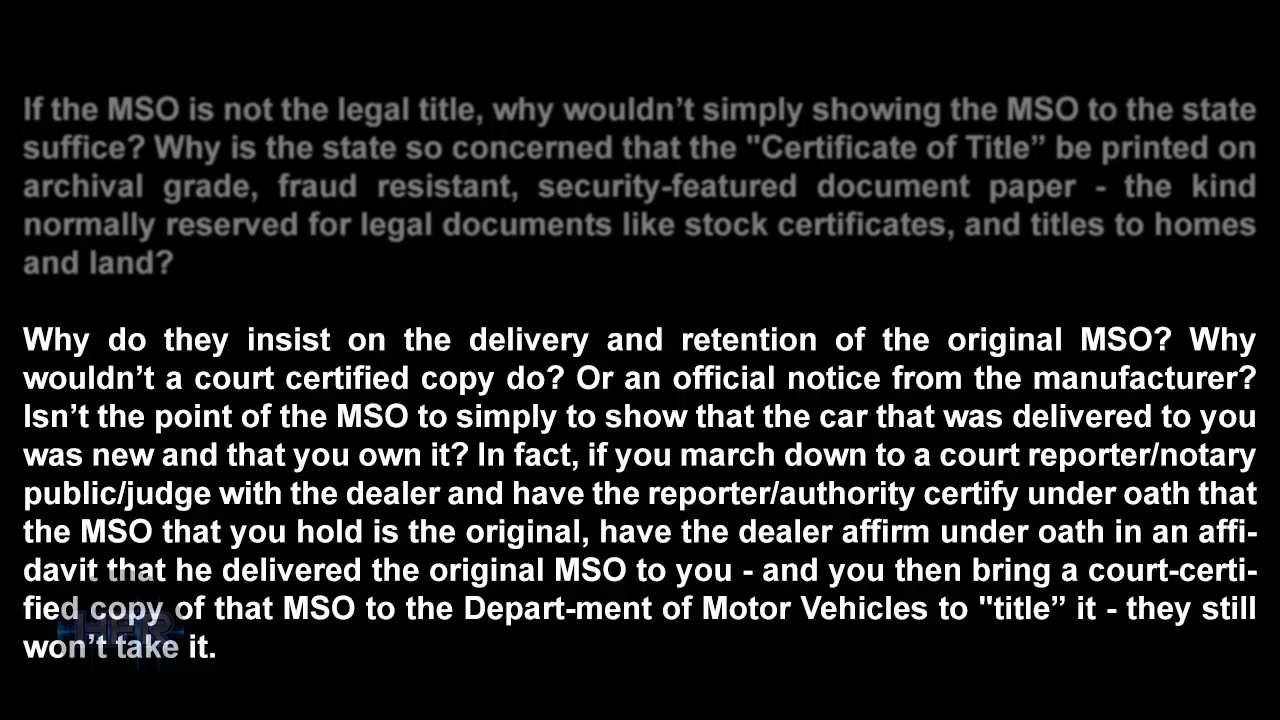 If the MSO is not the legal title, why wouldn’t simply showing the MSO to the state
suffice? Why is the state so concerned that the "Certificate of Title” be printed on
archival grade, fraud resistant, security-featured document paper - the kind
normally reserved for legal documents like stock certificates, and titles to homes
and land?
Why do they insist on the delivery and retention of the original MSO? Why
wouldn’t a court certified copy do? Or an official notice from the manufacturer?
Isn’t the point of the MSO to simply to show that the car that was delivered to you
was new and that you own it? In fact, if you march down to a court reporter/notary
public/judge with the dealer and have the reporter/authority certify under oath that
the MSO that you hold is the original, have the dealer affirm under oath in an affi-
davit that he delivered the original MSO to you - and you then bring a court-certi-
fied copy of that MSO to the Depart-ment of Motor Vehicles to "title” it - they still
won’t take it.